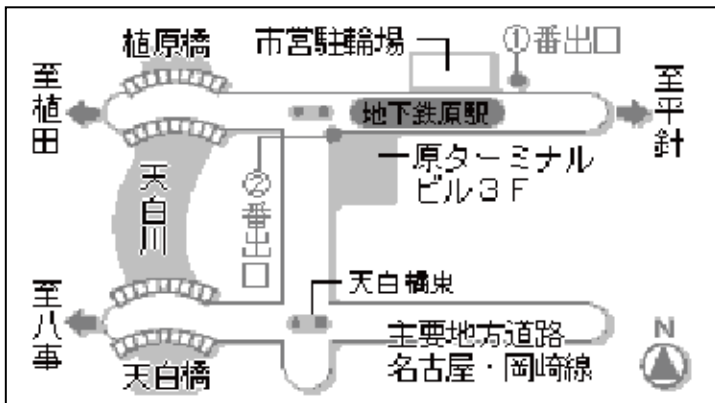 植原橋
市営駐輪場
①番出口
至植田
地下鉄原駅
至平針
原ターミナル
ビル3F
②番出口
天白川
天白橋東
至八事
主要地方道路
名古屋・岡崎線
天白橋
N